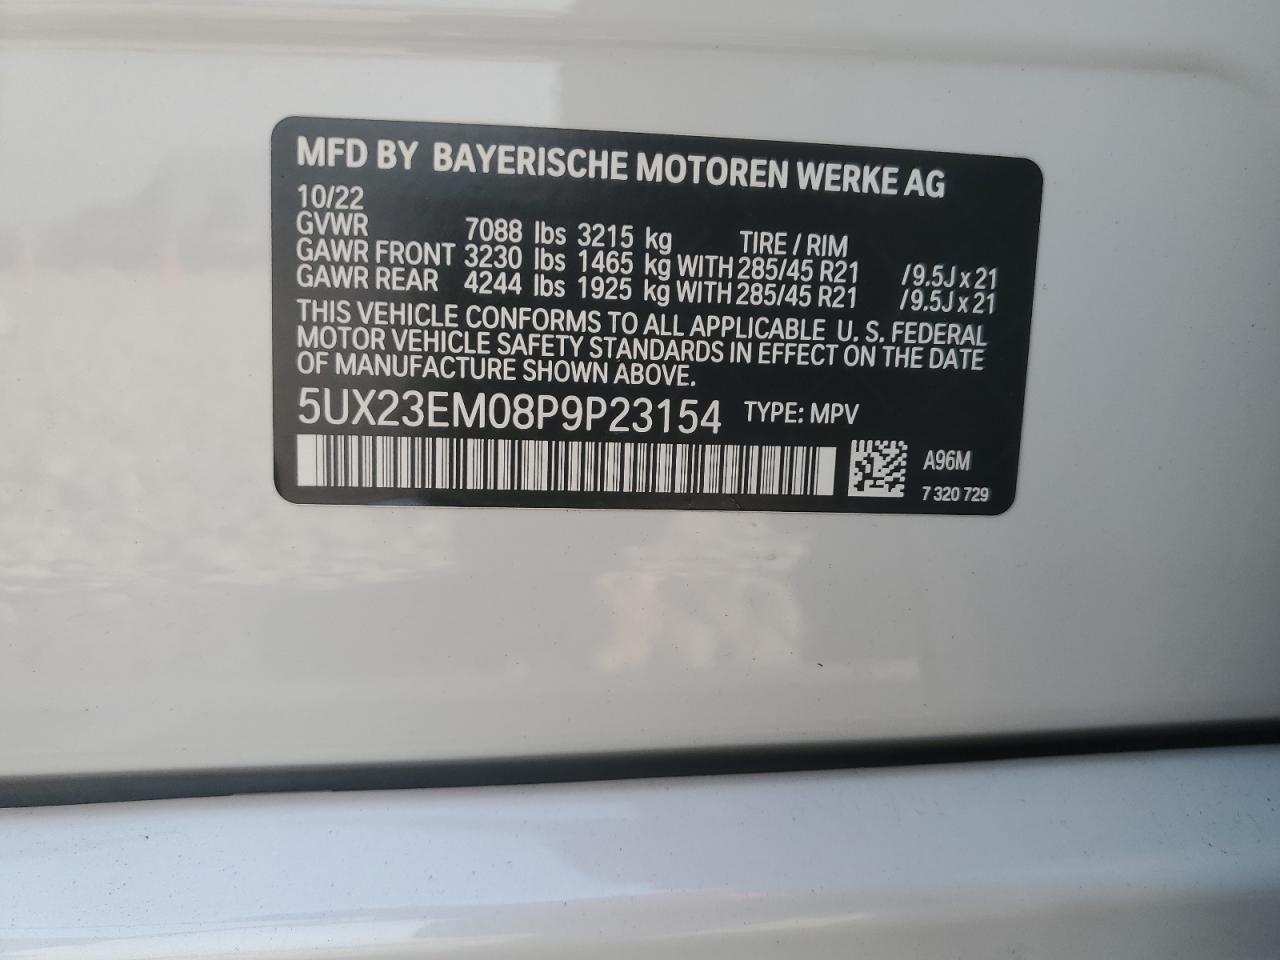 MFD BY BAYERISCHE MOTOREN WERKE AG
10/22
GVWR 7088 lbs 3215 kg TIRE / RIM
GAWR FRONT 3230 lbs 1465 kg WITH 285/45 R21 /9.5J x 21
GAWR REAR 4244 lbs 1925 kg WITH 285/45 R21 /9.5J x 21
THIS VEHICLE CONFORMS TO ALL APPLICABLE U. S. FEDERAL
MOTOR VEHICLE SAFETY STANDARDS IN EFFECT ON THE DATE
OF MANUFACTURE SHOWN ABOVE.
5UX23EM08P9P23154 TYPE: MPV
A96M
7 320 729